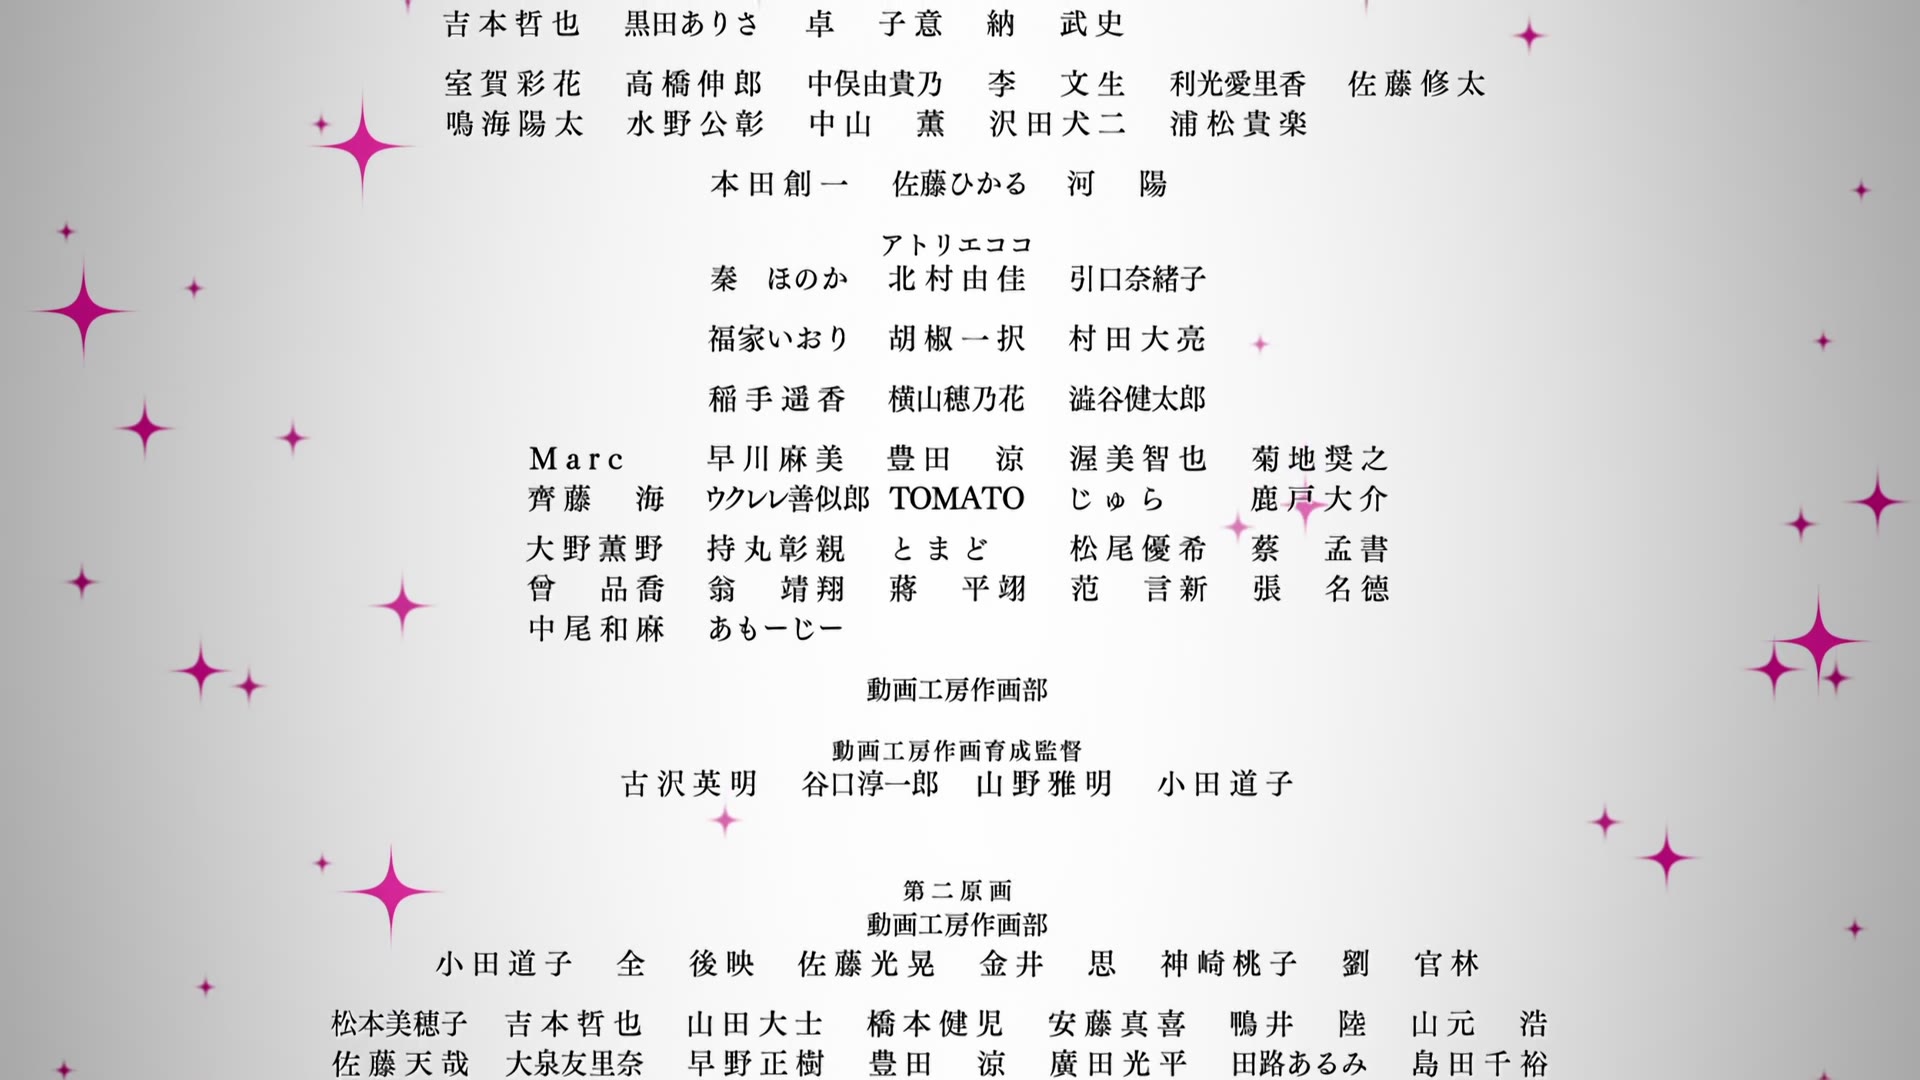 吉本哲也 黒田ありさ 卓 子意 納 武史
室賀彩花 高橋伸郎 中俣由貴乃 李 文生 利光愛里香 佐藤修太
鳴海陽太 水野公彰 中山 薫 沢田犬二 浦松貴楽
本田創一 佐藤ひかる 河 陽
アトリエココ
秦 ほのか 北村由佳 引口奈緒子
福家いおり 胡椒一択 村田大亮
稲手遥香 横山穂乃花 澁谷健太郎
Marc 早川麻美 豊田 涼 渥美智也 菊地奨之
齊藤 海 ウクレレ善似郎 TOMATO じゅら 鹿戸大介
大野薫野 持丸彰親 とまど 松尾優希 蔡 孟書
曾 品喬 翁 靖翔 蔣 平翊 范 言新 張 名德
中尾和麻 あもーじー
動画工房作画部
動画工房作画育成監督
古沢英明 谷口淳一郎 山野雅明 小田道子
第二原画
動画工房作画部
小田道子 全 後映 佐藤光晃 金井 思 神崎桃子 劉 官林
松本美穂子 吉本哲也 山田大士 橋本健児 安藤真喜 鴨井 陸 山元 浩
佐藤天哉 大泉友里奈 早野正樹 豊田 涼 廣田光平 田路あるみ 島田千裕